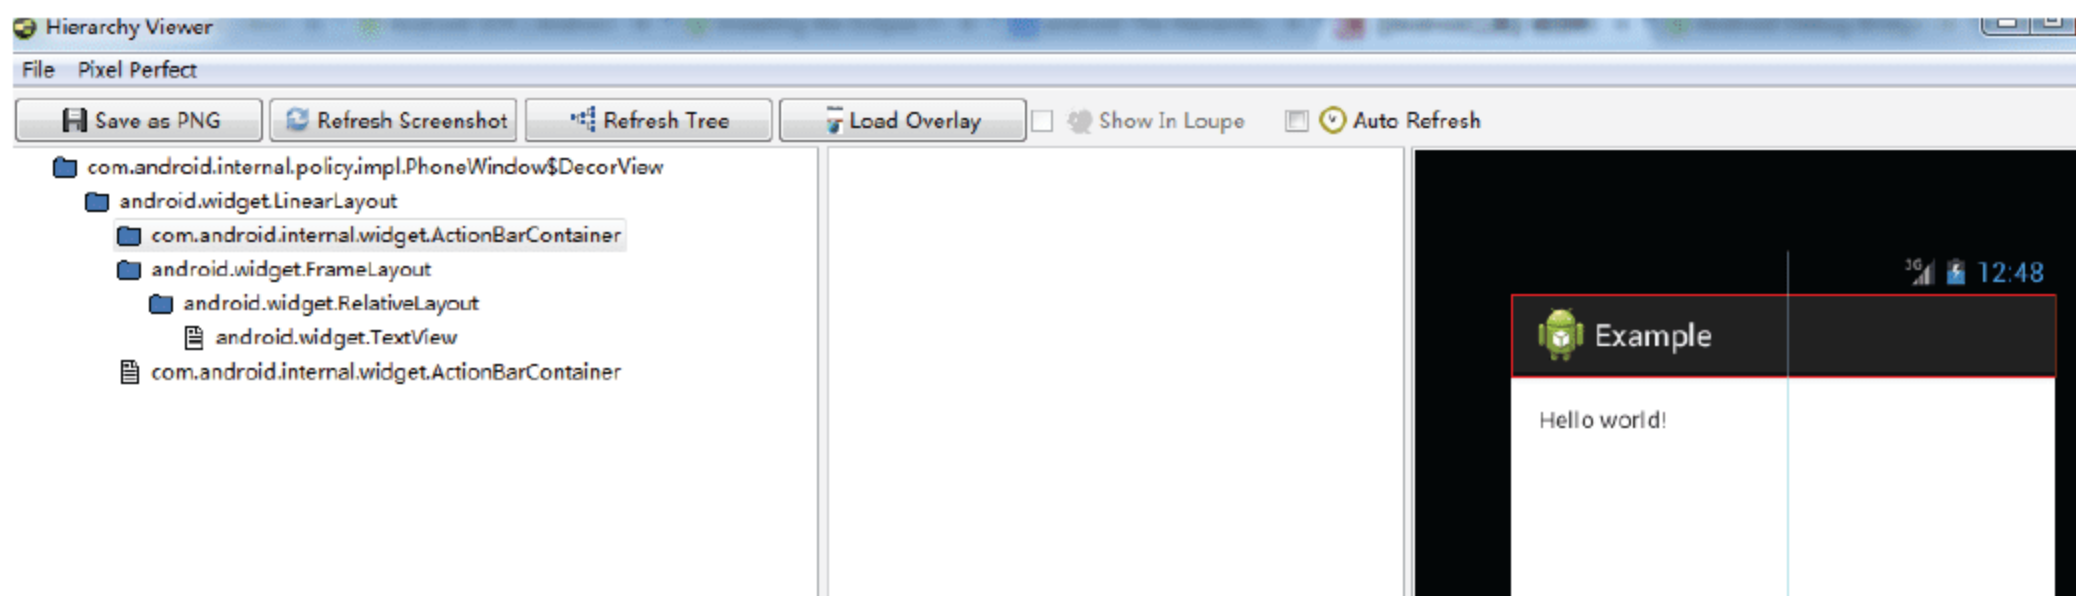 Hierarchy Viewer
File Pixel Perfect
Save as PNG Refresh Screenshot Refresh Tree Load Overlay Show In Loupe Auto Refresh
com.android.internal.policy.impl.PhoneWindow$DecorView
android.widget.LinearLayout
com.android.internal.widget.ActionBarContainer
android.widget.FrameLayout
android.widget.RelativeLayout
android.widget.TextView
com.android.internal.widget.ActionBarContainer
3G 12:48
Example
Hello world!